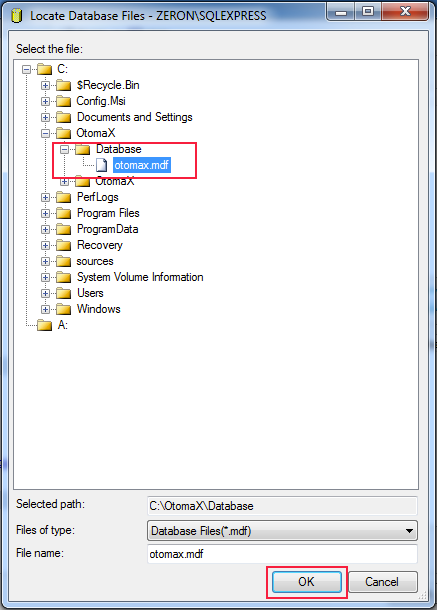 Locate Database Files - ZERON\SQLEXPRESS
Select the file:
C:
$Recycle.Bin
Config.Msi
Documents and Settings
OtomaX
Database
otomax.mdf
OtomaX
PerfLogs
Program Files
ProgramData
Recovery
sources
System Volume Information
Users
Windows
A:
Selected path: C:\OtomaX\Database
Files of type: Database Files(*.mdf)
File name: otomax.mdf
OK Cancel